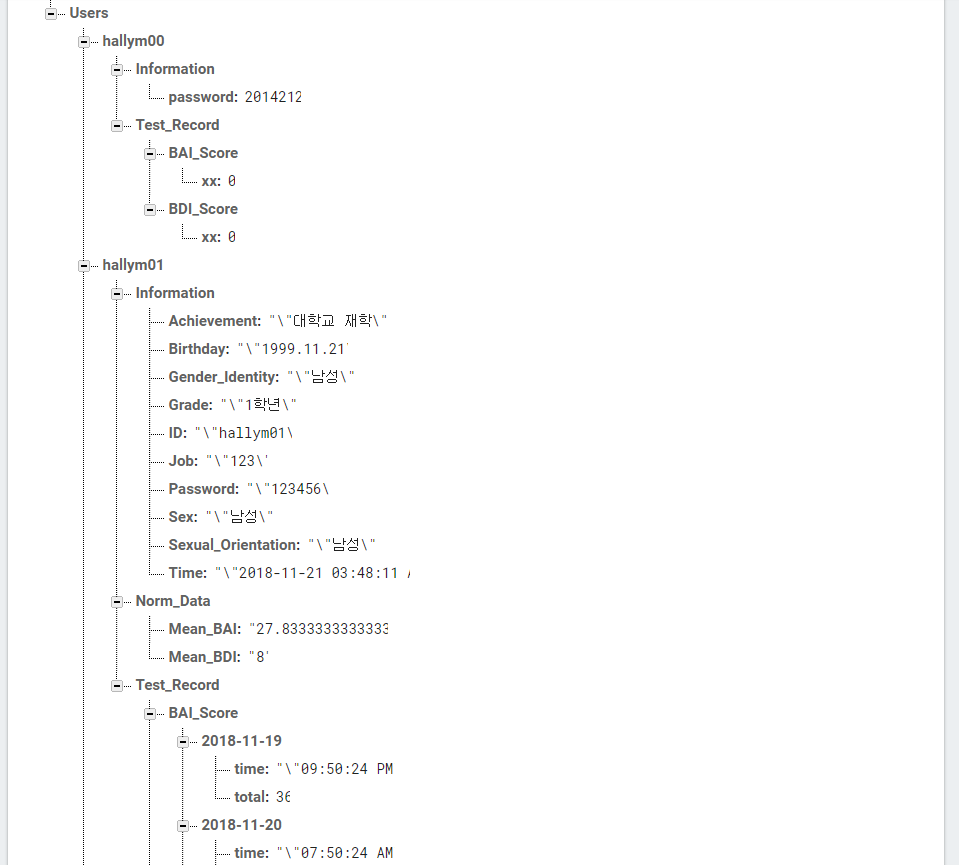 Users
hallym00
Information
password: 2014212
Test_Record
BAI_Score
xx: 0
BDI_Score
xx: 0
hallym01
Information
Achievement: "\"대학교 재학\"
Birthday: "\"1999.11.21'
Gender_Identity: "\"남성\"
Grade: "\"1학년\"
ID: "\"hallym01\
Job: "\"123\'
Password: "\"123456\
Sex: "\"남성\"
Sexual_Orientation: "\"남성\"
Time: "\"2018-11-21 03:48:11
Norm_Data
Mean_BAI: "27.8333333333333
Mean_BDI: "8'
Test_Record
BAI_Score
2018-11-19
time: "\"09:50:24 PM
total: 36
2018-11-20
time: "\"07:50:24 AM